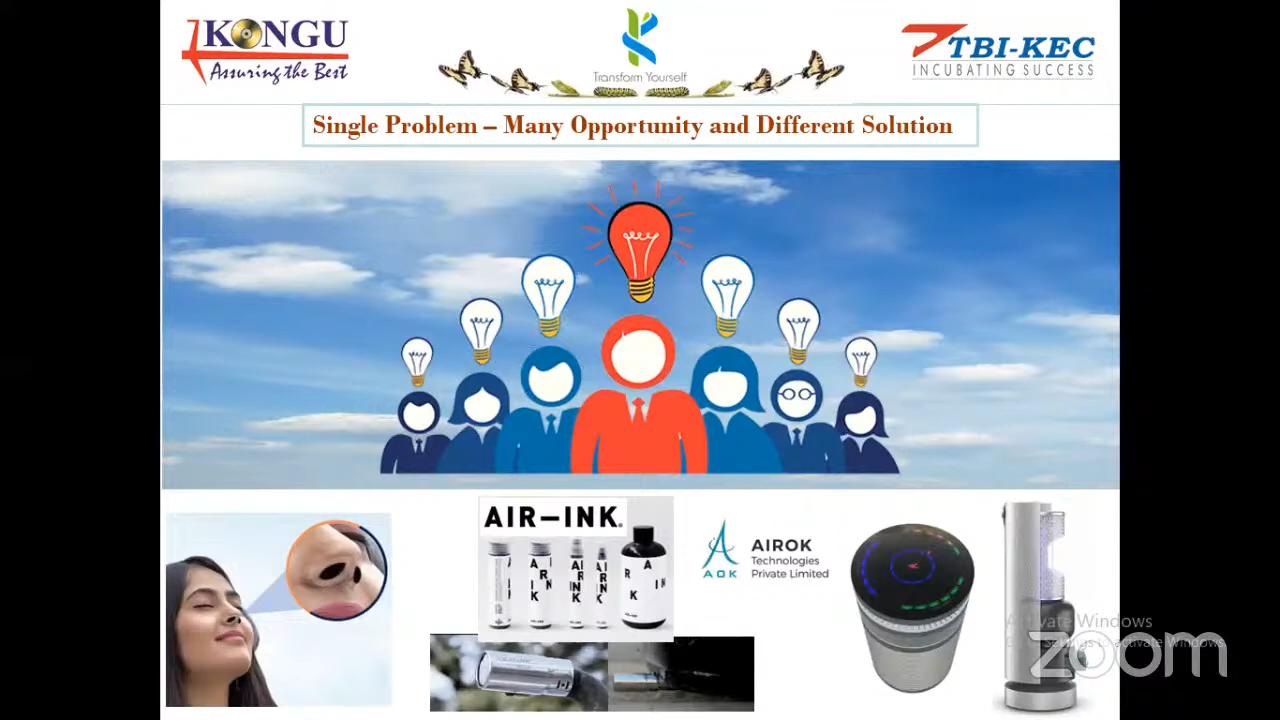 KONGU
Assuring the Best
Transform Yourself
TBI-KEC
INCUBATING SUCCESS
Single Problem – Many Opportunity and Different Solution
AIR–INK®
AIROK
Technologies
Private Limited
AOK
Activate Windows
zoom